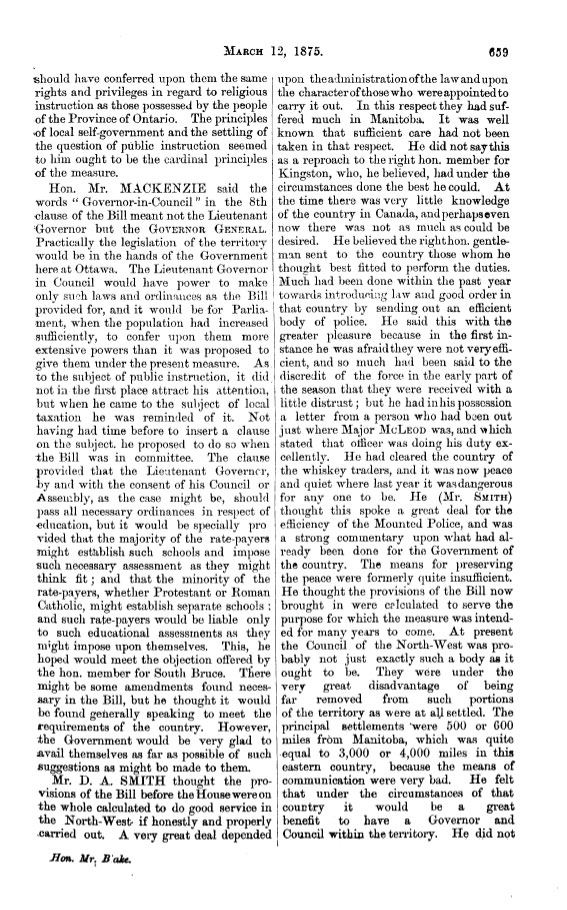 MARCH 12, 1875. 659
should have conferred upon them the same
rights and privileges in regard to religious
instruction as those possessed by the people
of the Province of Ontario. The principles
of local self-government and the settling of
the question of public instruction seemed
to him ought to be the cardinal principles
of the measure.
Hon. Mr. MACKENZIE said the
words "Governor-in-Council" in the 8th
clause of the Bill meant not the Lieutenant
Governor but the GOVERNOR GENERAL.
Practically the legislation of the territory
would be in the hands of the Government
here at Ottawa. The Lieutenant Governor
in Council would have power to make
only such laws and ordinances as the Bill
provided for, and it would be for Parlia-
ment, when the population had increased
sufficiently, to confer upon them more
extensive powers than it was proposed to
give them under the present measure. As
to the subject of public instruction, it did
not in the first place attract his attention,
but when he came to the subject of local
taxation he was reminded of it. Not
having had time before to insert a clause
on the subject. he proposed to do so when
the Bill was in committee. The clause
provided that the Lieutenant Governor,
by and with the consent of his Council or
Assembly, as the case might be, should
pass all necessary ordinances in respect of
education, but it would be specially pro
vided that the majority of the rate-payers
might establish such schools and impose
such necessary assessment as they might
think fit ; and that the minority of the
rate-payers, whether Protestant or Roman
Catholic, might establish separate schools ;
and such rate-payers would be liable only
to such educational assessments as they
might impose upon themselves. This, he
hoped would meet the objection offered by
the hon. member for South Bruce. There
might be some amendments found neces-
sary in the Bill, but he thought it would
be found generally speaking to meet the
requirements of the country. However,
the Government would be very glad to
avail themselves as far as possible of such
suggestions as might be made to them.
Mr. D. A. SMITH thought the pro-
visions of the Bill before the House were on
the whole calculated to do good service in
the North-West if honestly and properly
carried out. A very great deal depended
Hon. Mr. B'ake.
upon the administration of the law and upon
the character of those who were appointed to
carry it out. In this respect they had suf-
fered much in Manitoba. It was well
known that sufficient care had not been
taken in that respect. He did not say this
as a reproach to the right hon. member for
Kingston, who, he believed, had under the
circumstances done the best he could. At
the time there was very little knowledge
of the country in Canada, and perhaps even
now there was not as much as could be
desired. He believed the right hon. gentle-
man sent to the country those whom he
thought best fitted to perform the duties.
Much had been done within the past year
towards introducing law and good order in
that country by sending out an efficient
body of police. He said this with the
greater pleasure because in the first in-
stance he was afraid they were not very effi-
cient, and so much had been said to the
discredit of the force in the early part of
the season that they were received with a
little distrust ; but he had in his possession
a letter from a person who had been out
just where Major MCLEOD was, and which
stated that officer was doing his duty ex-
cellently. He had cleared the country of
the whiskey traders, and it was now peace
and quiet where last year it was dangerous
for any one to be. He (Mr. SMITH)
thought this spoke a great deal for the
efficiency of the Mounted Police, and was
a strong commentary upon what had al-
ready been done for the Government of
the country. The means for preserving
the peace were formerly quite insufficient.
He thought the provisions of the Bill now
brought in were calculated to serve the
purpose for which the measure was intend-
ed for many years to come. At present
the Council of the North-West was pro-
bably not just exactly such a body as it
ought to be. They were under the
very great disadvantage of being
far removed from such portions
of the territory as were at all settled. The
principal settlements were 500 or 600
miles from Manitoba, which was quite
equal to 3,000 or 4,000 miles in this
eastern country, because the means of
communication were very bad. He felt
that under the circumstances of that
country it would be a great
benefit to have a Governor and
Council within the territory. He did not